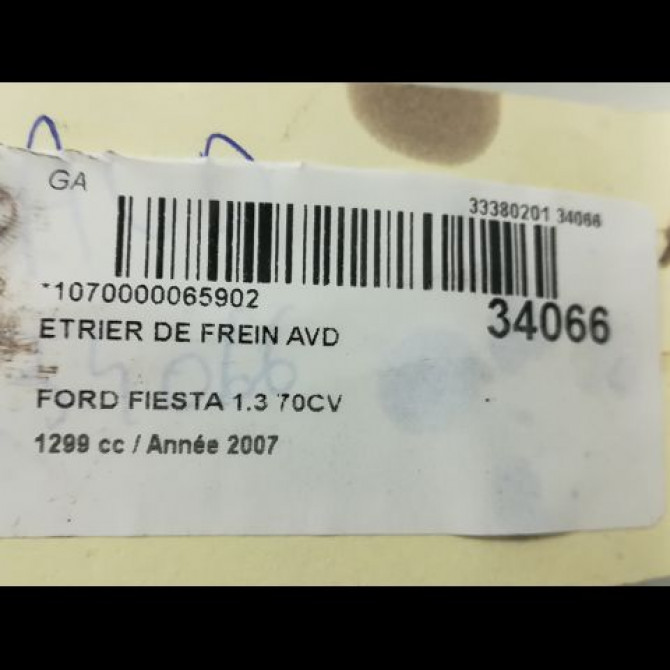 GA
33380201 34066
*1070000065902
34066
ETRIER DE FREIN AVD
FORD FIESTA 1.3 70CV
1299 cc / Année 2007